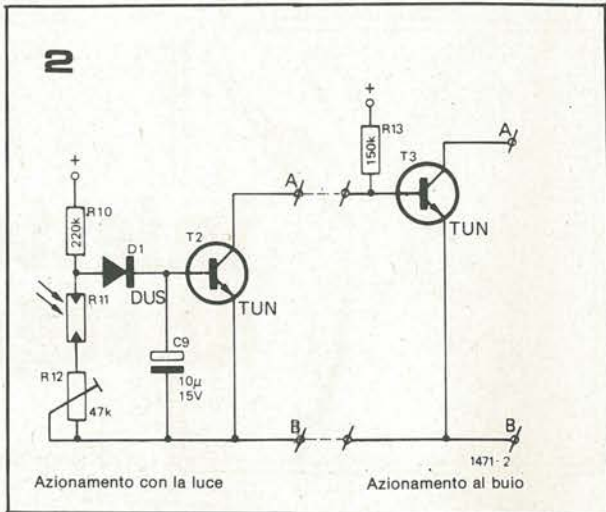 2
+
R13
150k
A
T3
TUN
+
R10
220k
A
D1
DUS
T2
TUN
R11
C9
10µ
15V
R12
47k
B
B
1471-2
Azionamento con la luce
Azionamento al buio